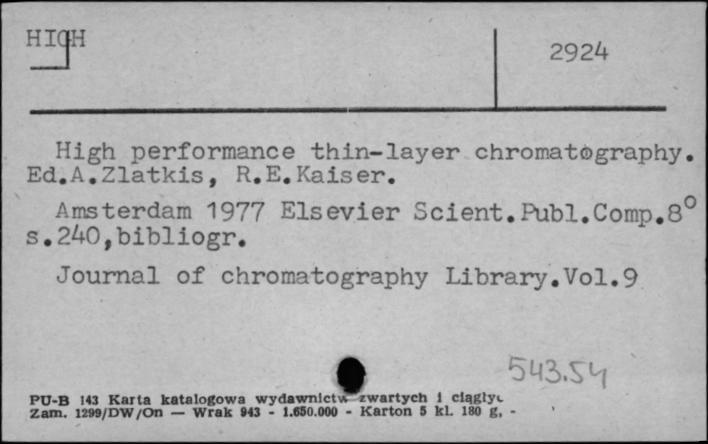 HIGH
2924
High performance thin-layer chromatography.
Ed.A.Zlatkis, R.E.Kaiser.
Amsterdam 1977 Elsevier Scient.Publ.Comp.8°
s.240,bibliogr.
Journal of chromatography Library.Vol.9
543.54
PU-B 143 Karta katalogowa wydawnictw zwartych i ciągłyc
Zam. 1299/DW/On — Wrak 943 - 1.650.000 - Karton 5 kl. 180 g, -